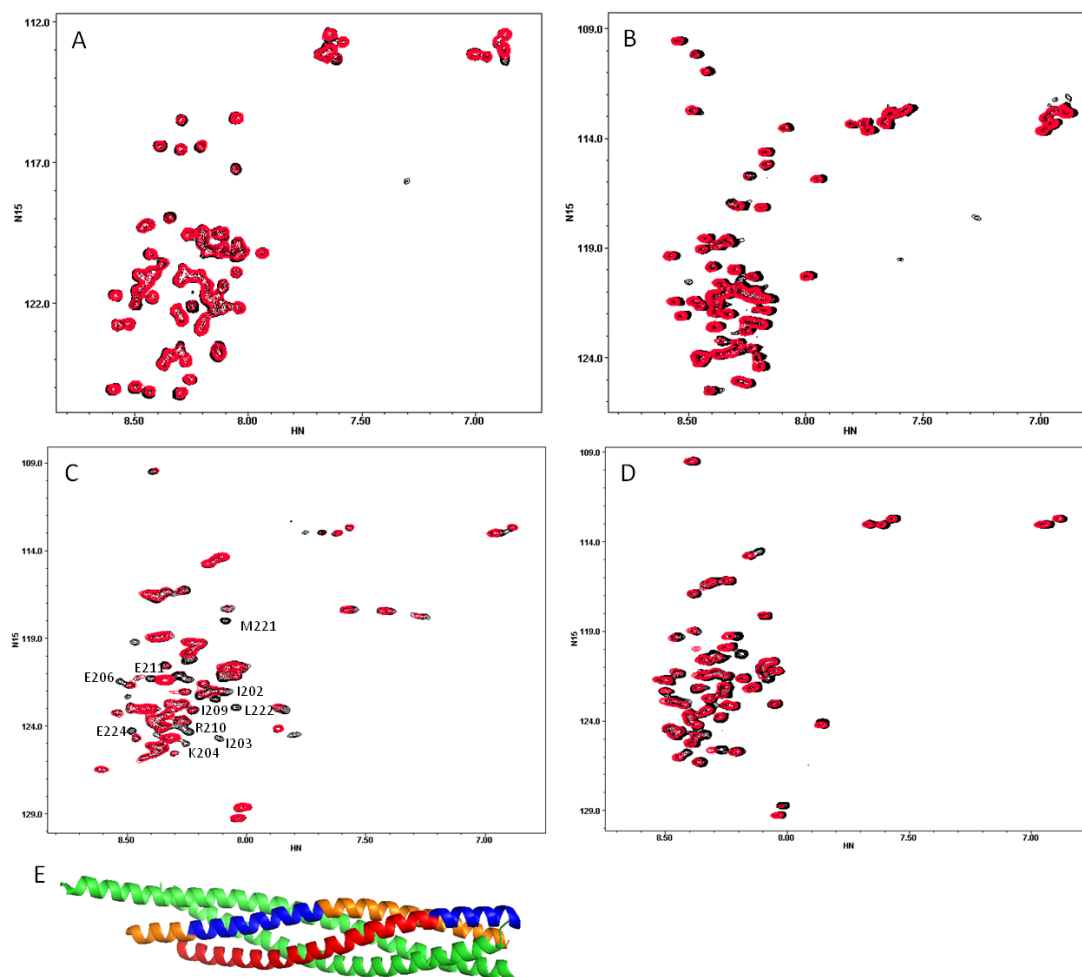 A
112.0
117.0
122.0
N15
8.50
8.00
7.50
7.00
HN
B
109.0
114.0
119.0
124.0
N15
8.50
8.00
7.50
7.00
HN
C
109.0
114.0
119.0
124.0
129.0
N15
M221
E211
E206
I202
I209
L222
E224
R210
I203
K204
8.50
8.00
7.50
7.00
HN
D
109.0
114.0
119.0
124.0
129.0
N15
8.50
8.00
7.50
7.00
HN
E